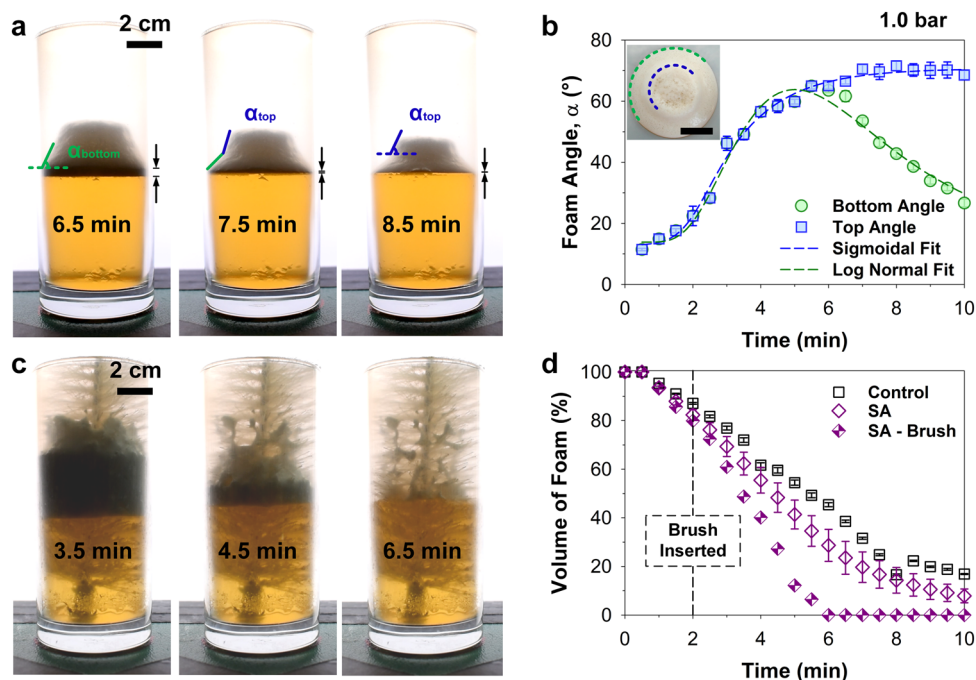 a
2 cm
αbottom
6.5 min
αtop
7.5 min
αtop
8.5 min
b
1.0 bar
Foam Angle, α (°)
80
60
40
20
0
Bottom Angle
Top Angle
Sigmoidal Fit
Log Normal Fit
0 2 4 6 8 10
Time (min)
c
2 cm
3.5 min
4.5 min
6.5 min
d
Volume of Foam (%)
100
80
60
40
20
0
Control
SA
SA - Brush
Brush
Inserted
0 2 4 6 8 10
Time (min)